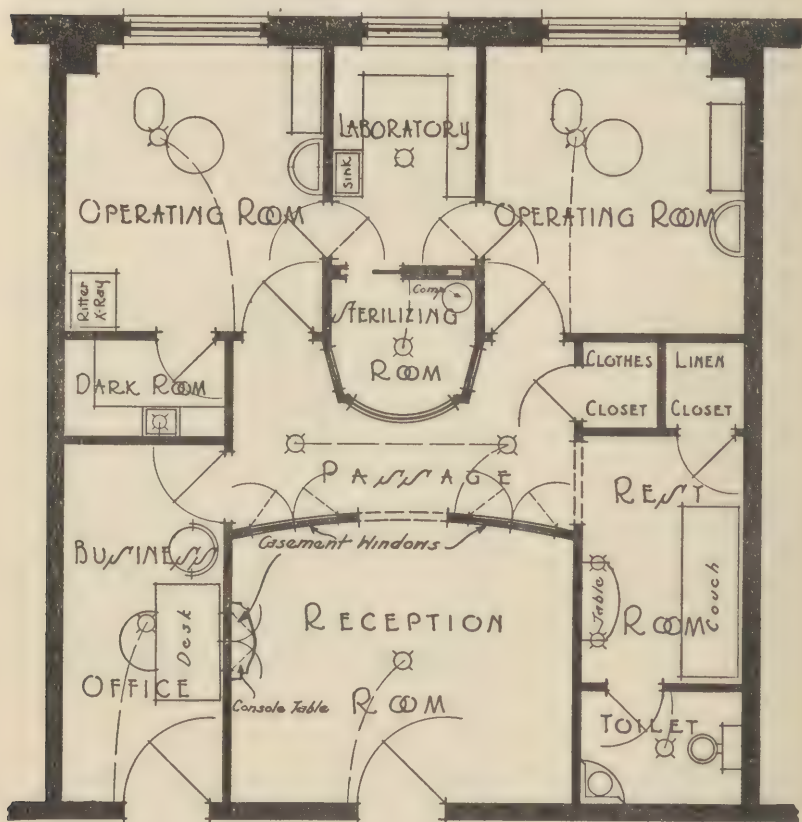 LABORATORY
SINK
OPERATING ROOM
OPERATING ROOM
Ritter
X-Ray
Comp.
STERILIZING
ROOM
DARK ROOM
CLOTHES
CLOSET
LINEN
CLOSET
PASSAGE
REST
ROOM
Casement Windows
BUSINESS
OFFICE
Desk
RECEPTION
ROOM
Console Table
Table
Couch
TOILET